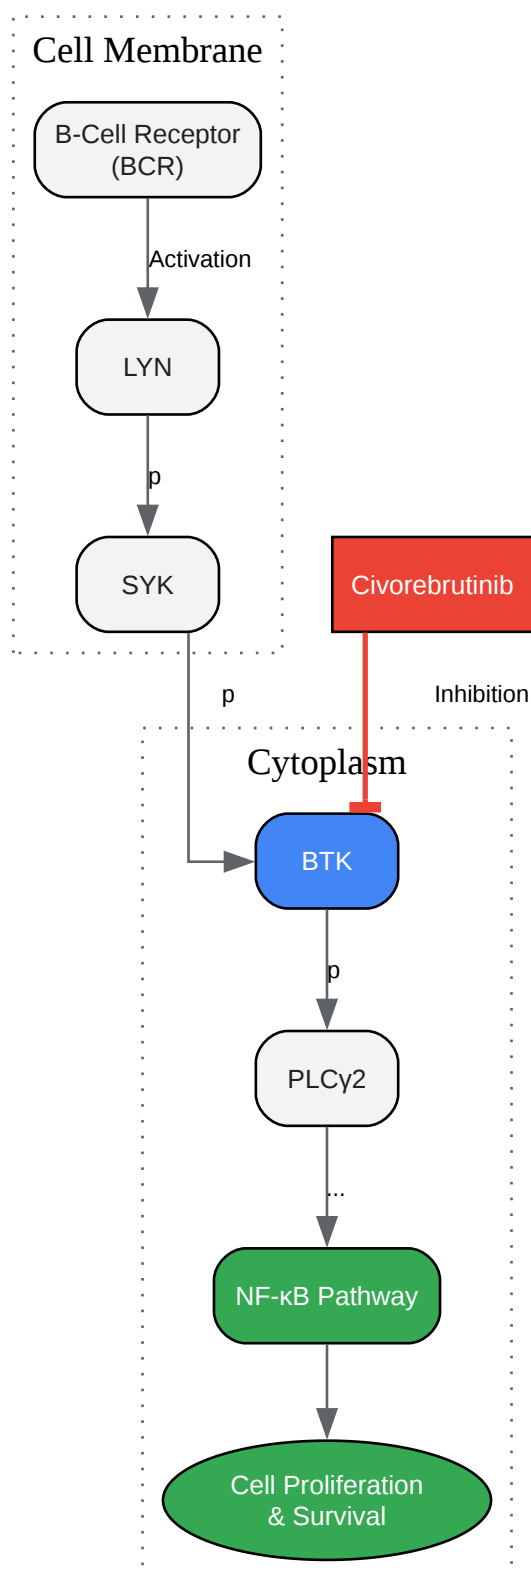 Cell Membrane
B-Cell Receptor
(BCR)
Activation
LYN
p
SYK
Civorebrutinib
p
Inhibition
Cytoplasm
BTK
p
PLCγ2
...
NF-κB Pathway
Cell Proliferation
& Survival